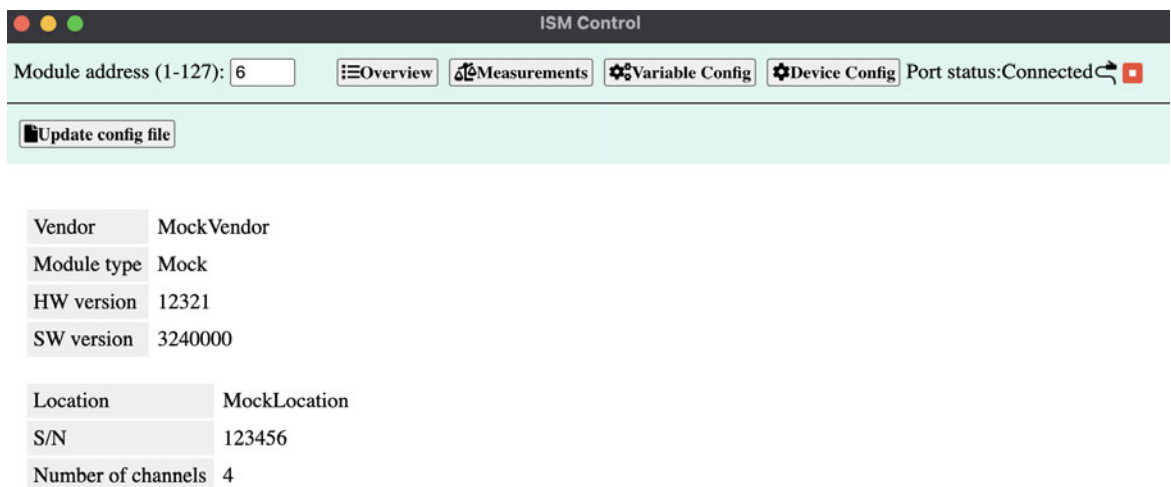 ISM Control
Module address (1-127): 6 Overview Measurements Variable Config Device Config Port status:Connected
Update config file
Vendor MockVendor
Module type Mock
HW version 12321
SW version 3240000
Location MockLocation
S/N 123456
Number of channels 4